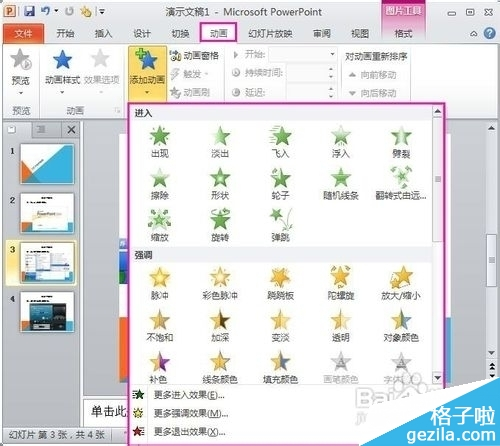 演示文稿1 - Microsoft PowerPoint
图片工具
文件 开始 插入 设计 切换 动画 幻灯片放映 审阅 视图 格式
预览 动画样式 效果选项 添加动画 动画窗格 触发 动画刷 开始: 持续时间: 延迟: 对动画重新排序 向前移动 向后移动
预览 动画
进入
出现 淡出 飞入 浮入 劈裂
擦除 形状 轮子 随机线条 翻转式由远...
缩放 旋转 弹跳
强调
脉冲 彩色脉冲 跷跷板 陀螺旋 放大/缩小
不饱和 加深 变淡 透明 对象颜色
补色 线条颜色 填充颜色 画笔颜色
更多进入效果(E)...
更多强调效果(M)...
更多退出效果(X)...
1
2
3
4
单击此
幻灯片 第 3 张，共 4 张
Bai
格子啦
gezila.com